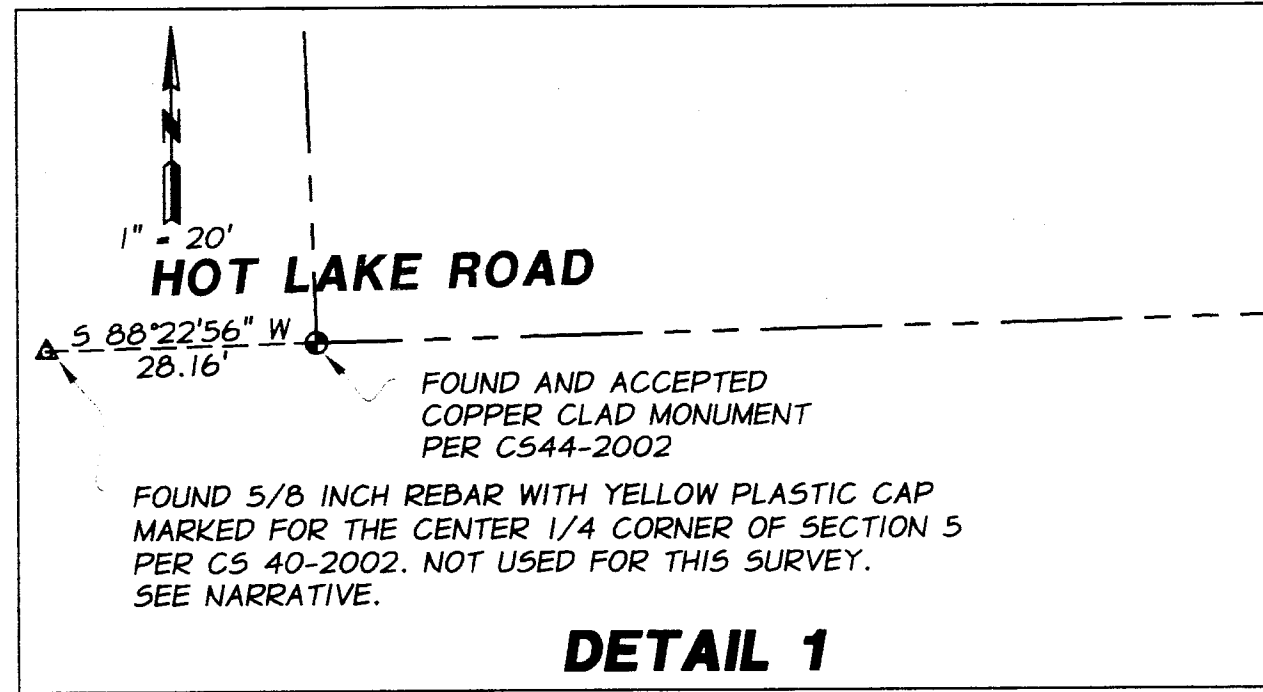 N
1" = 20'
HOT LAKE ROAD
S 88°22'56" W
28.16'
FOUND AND ACCEPTED
COPPER CLAD MONUMENT
PER CS44-2002
FOUND 5/8 INCH REBAR WITH YELLOW PLASTIC CAP
MARKED FOR THE CENTER 1/4 CORNER OF SECTION 5
PER CS 40-2002. NOT USED FOR THIS SURVEY.
SEE NARRATIVE.
DETAIL 1